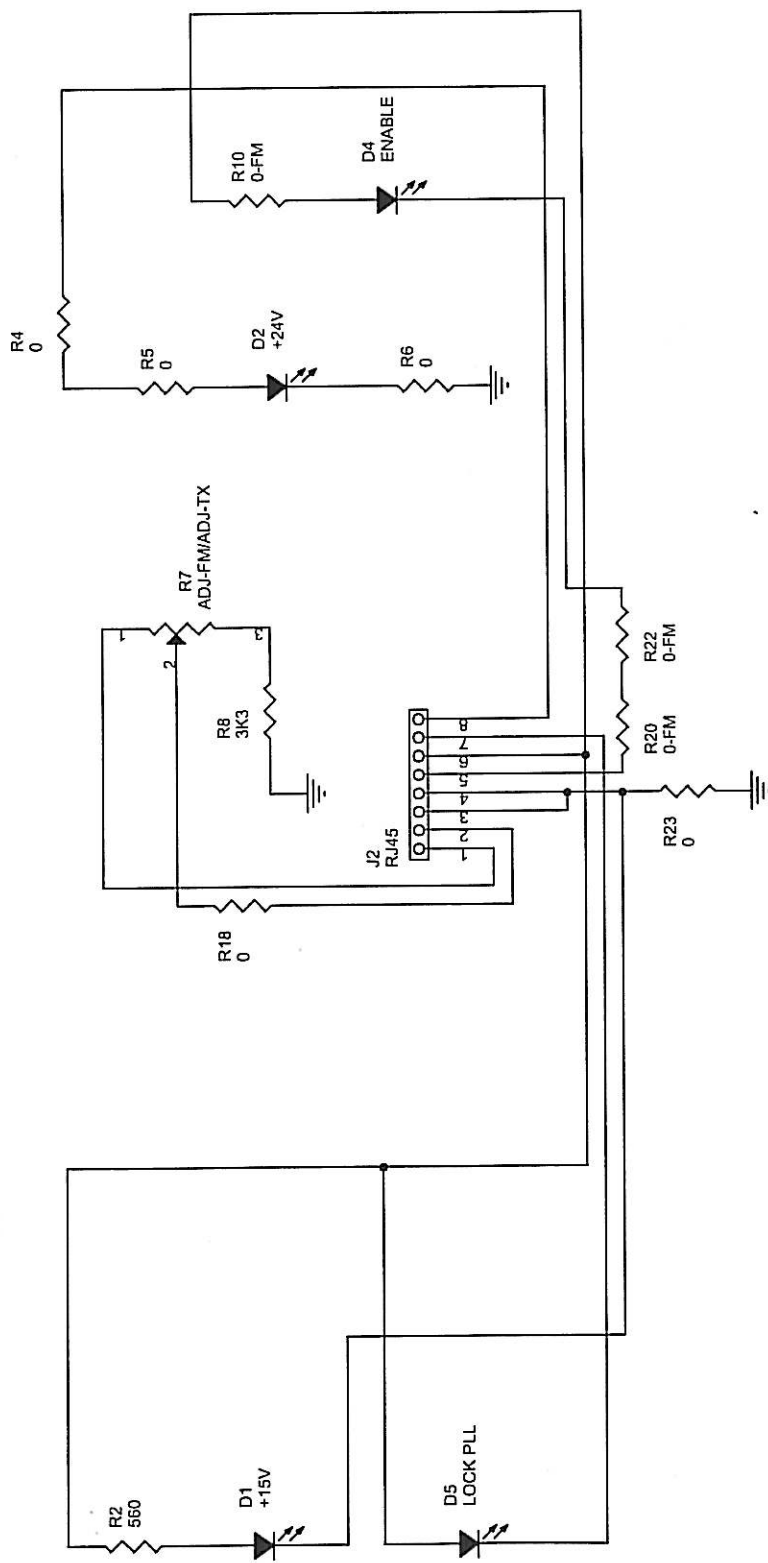 R4
0
R5
0
D2
+24V
R6
0
R10
0-FM
D4
ENABLE
R7
ADJ-FM/ADJ-TX
1
2
3
R8
3K3
J2
RJ45
1
2
3
4
5
6
7
8
R18
0
R20
0-FM
R22
0-FM
R23
0
R2
560
D1
+15V
D5
LOCK PLL